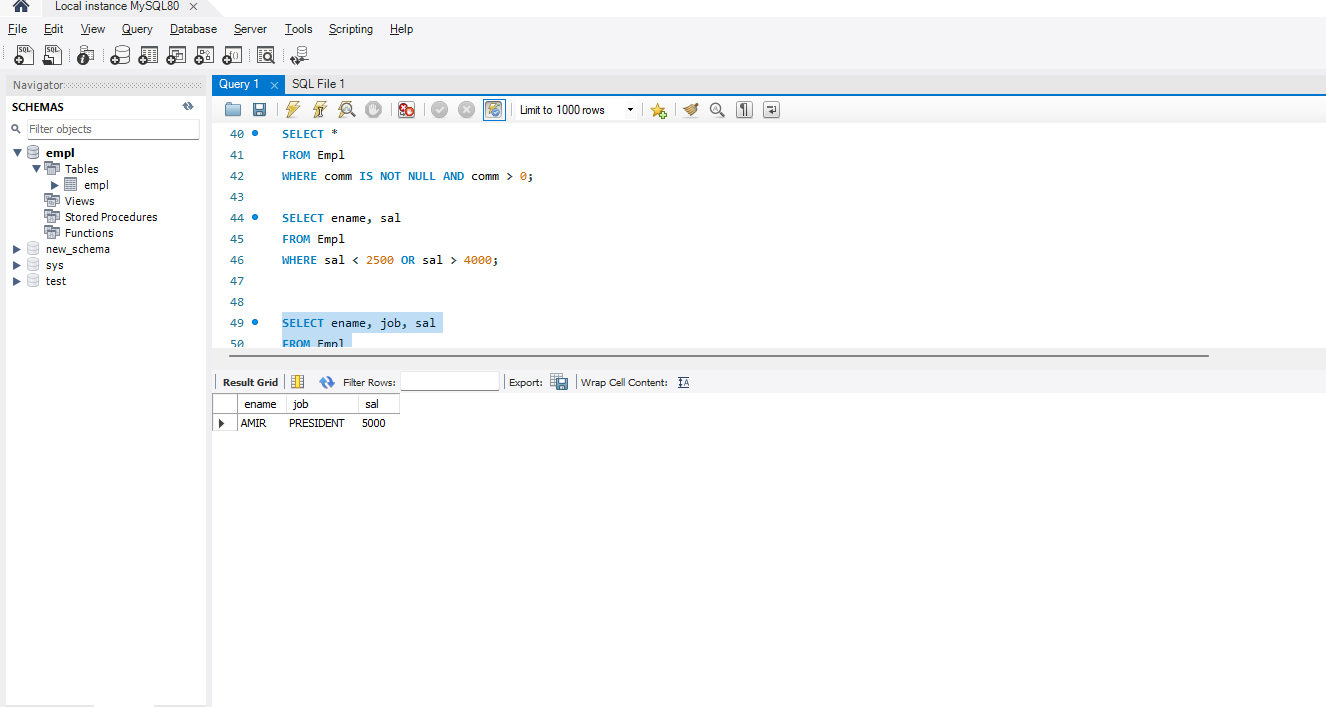 Local instance MySQL80
File Edit View Query Database Server Tools Scripting Help
Navigator
SCHEMAS
Filter objects
empl
Tables
empl
Views
Stored Procedures
Functions
new_schema
sys
test
Query 1 SQL File 1
Limit to 1000 rows
40 SELECT *
41 FROM Empl
42 WHERE comm IS NOT NULL AND comm > 0;
43
44 SELECT ename, sal
45 FROM Empl
46 WHERE sal < 2500 OR sal > 4000;
47
48
49 SELECT ename, job, sal
50 FROM Empl
Result Grid Filter Rows: Export: Wrap Cell Content:
ename job sal
AMIR PRESIDENT 5000